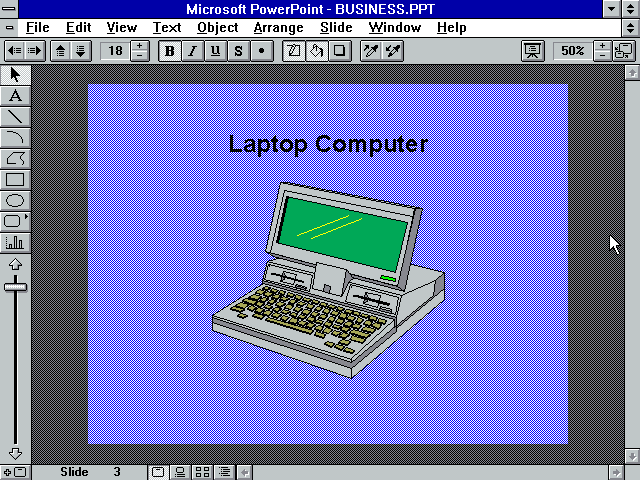 Microsoft PowerPoint - BUSINESS.PPT
File Edit View Text Object Arrange Slide Window Help
18 B I U S 50%
A
Laptop Computer
Slide 3